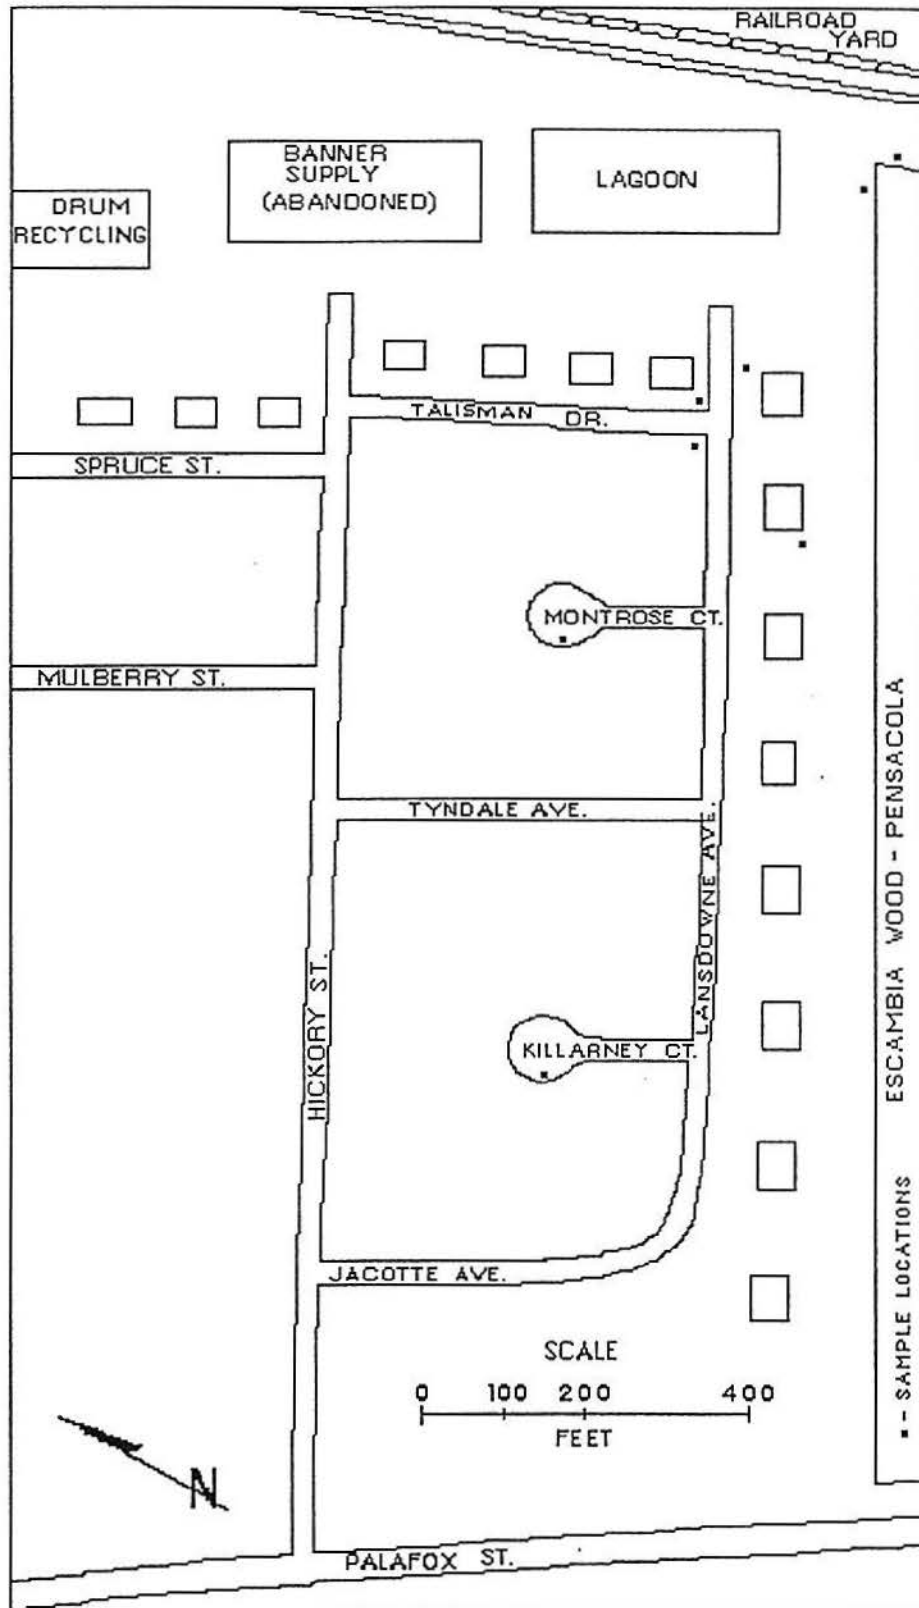 RAILROAD
YARD
BANNER
SUPPLY
(ABANDONED)
LAGOON
DRUM
RECYCLING
TALISMAN DR.
SPRUCE ST.
MONTROSE CT.
MULBERRY ST.
TYNDALE AVE.
LANSDOWNE AVE.
ESCAMBIA WOOD - PENSACOLA
HICKORY ST.
KILLARNEY CT.
JACOTTE AVE.
▪ - SAMPLE LOCATIONS
SCALE
0 100 200 400
FEET
N
PALAFOX ST.